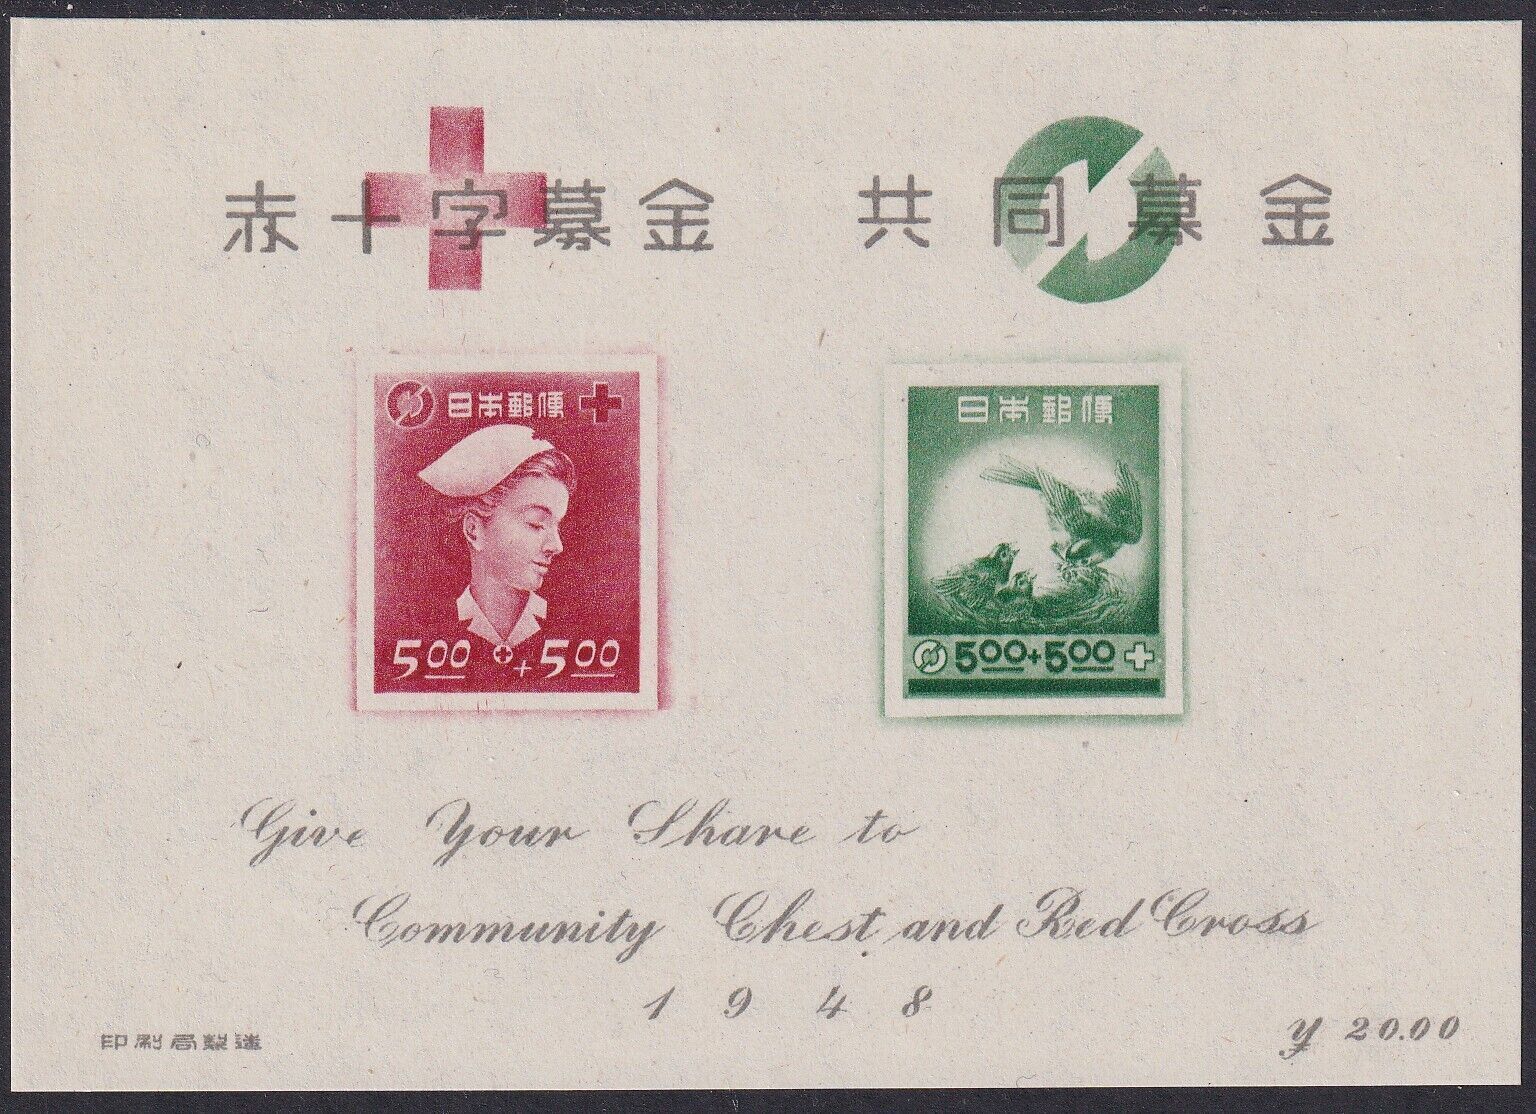 赤十字募金
共同募金
日本郵便
5.00 + 5.00
日本郵便
5.00+5.00
Give Your Share to
Community Chest and Red Cross
1948
¥ 20.00
印刷局製造